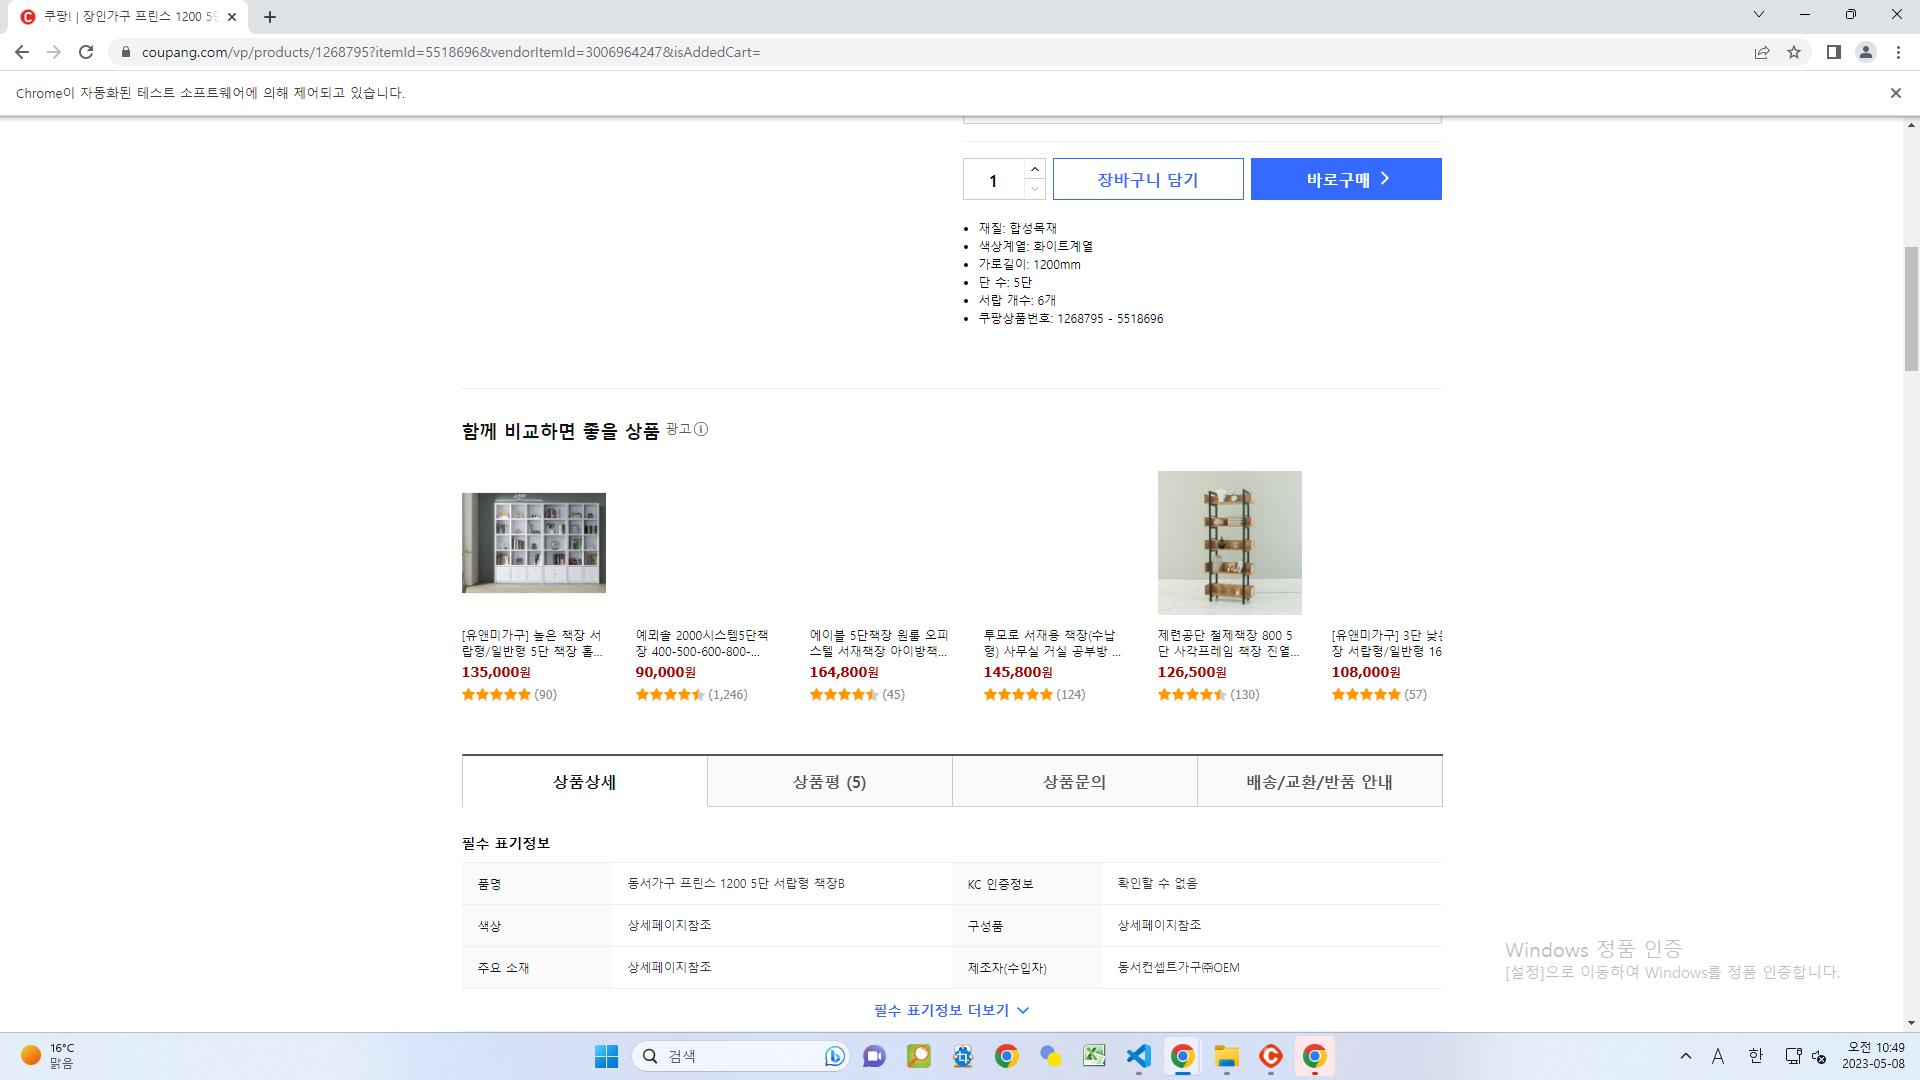 쿠팡! | 장인가구 프린스 1200 5단
coupang.com/vp/products/1268795?itemId=5518696&vendorItemId=3006964247&isAddedCart=
Chrome이 자동화된 테스트 소프트웨어에 의해 제어되고 있습니다.
1
장바구니 담기
바로구매
재질: 합성목재
색상계열: 화이트계열
가로길이: 1200mm
단 수: 5단
서랍 개수: 6개
쿠팡상품번호: 1268795 - 5518696
함께 비교하면 좋을 상품 광고
[유앤미가구] 높은 책장 서
랍형/일반형 5단 책장 홈...
135,000원
(90)
예뫼솔 2000시스템5단책
장 400-500-600-800-...
90,000원
(1,246)
에이블 5단책장 원룸 오피
스텔 서재책장 아이방책...
164,800원
(45)
투모로 서재용 책장(수납
형) 사무실 거실 공부방 ...
145,800원
(124)
제련공단 철제책장 800 5
단 사각프레임 책장 진열...
126,500원
(130)
[유앤미가구] 3단 낮은
장 서랍형/일반형 16
108,000원
(57)
상품상세
상품평 (5)
상품문의
배송/교환/반품 안내
필수 표기정보
품명 동서가구 프린스 1200 5단 서랍형 책장B KC 인증정보 확인할 수 없음
색상 상세페이지참조 구성품 상세페이지참조
주요 소재 상세페이지참조 제조자(수입자) 동서컨셉트가구㈜OEM
필수 표기정보 더보기
Windows 정품 인증
[설정]으로 이동하여 Windows를 정품 인증합니다.
16°C
맑음
검색
A
한
오전 10:49
2023-05-08